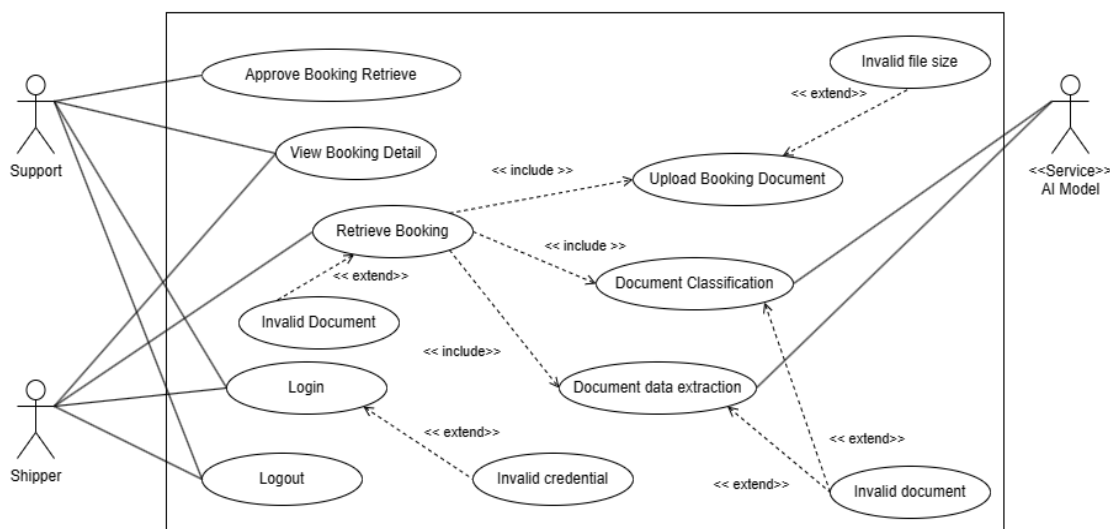 Invalid file size
Approve Booking Retrieve
<< extend>>
Support
View Booking Detail
<< include >>
Upload Booking Document
<<Service>>
AI Model
Retrieve Booking
<< include >>
<< extend>>
Document Classification
Invalid Document
<< include>>
Login
Document data extraction
<< extend>>
<< extend>>
Shipper
Logout
Invalid credential
<< extend>>
Invalid document